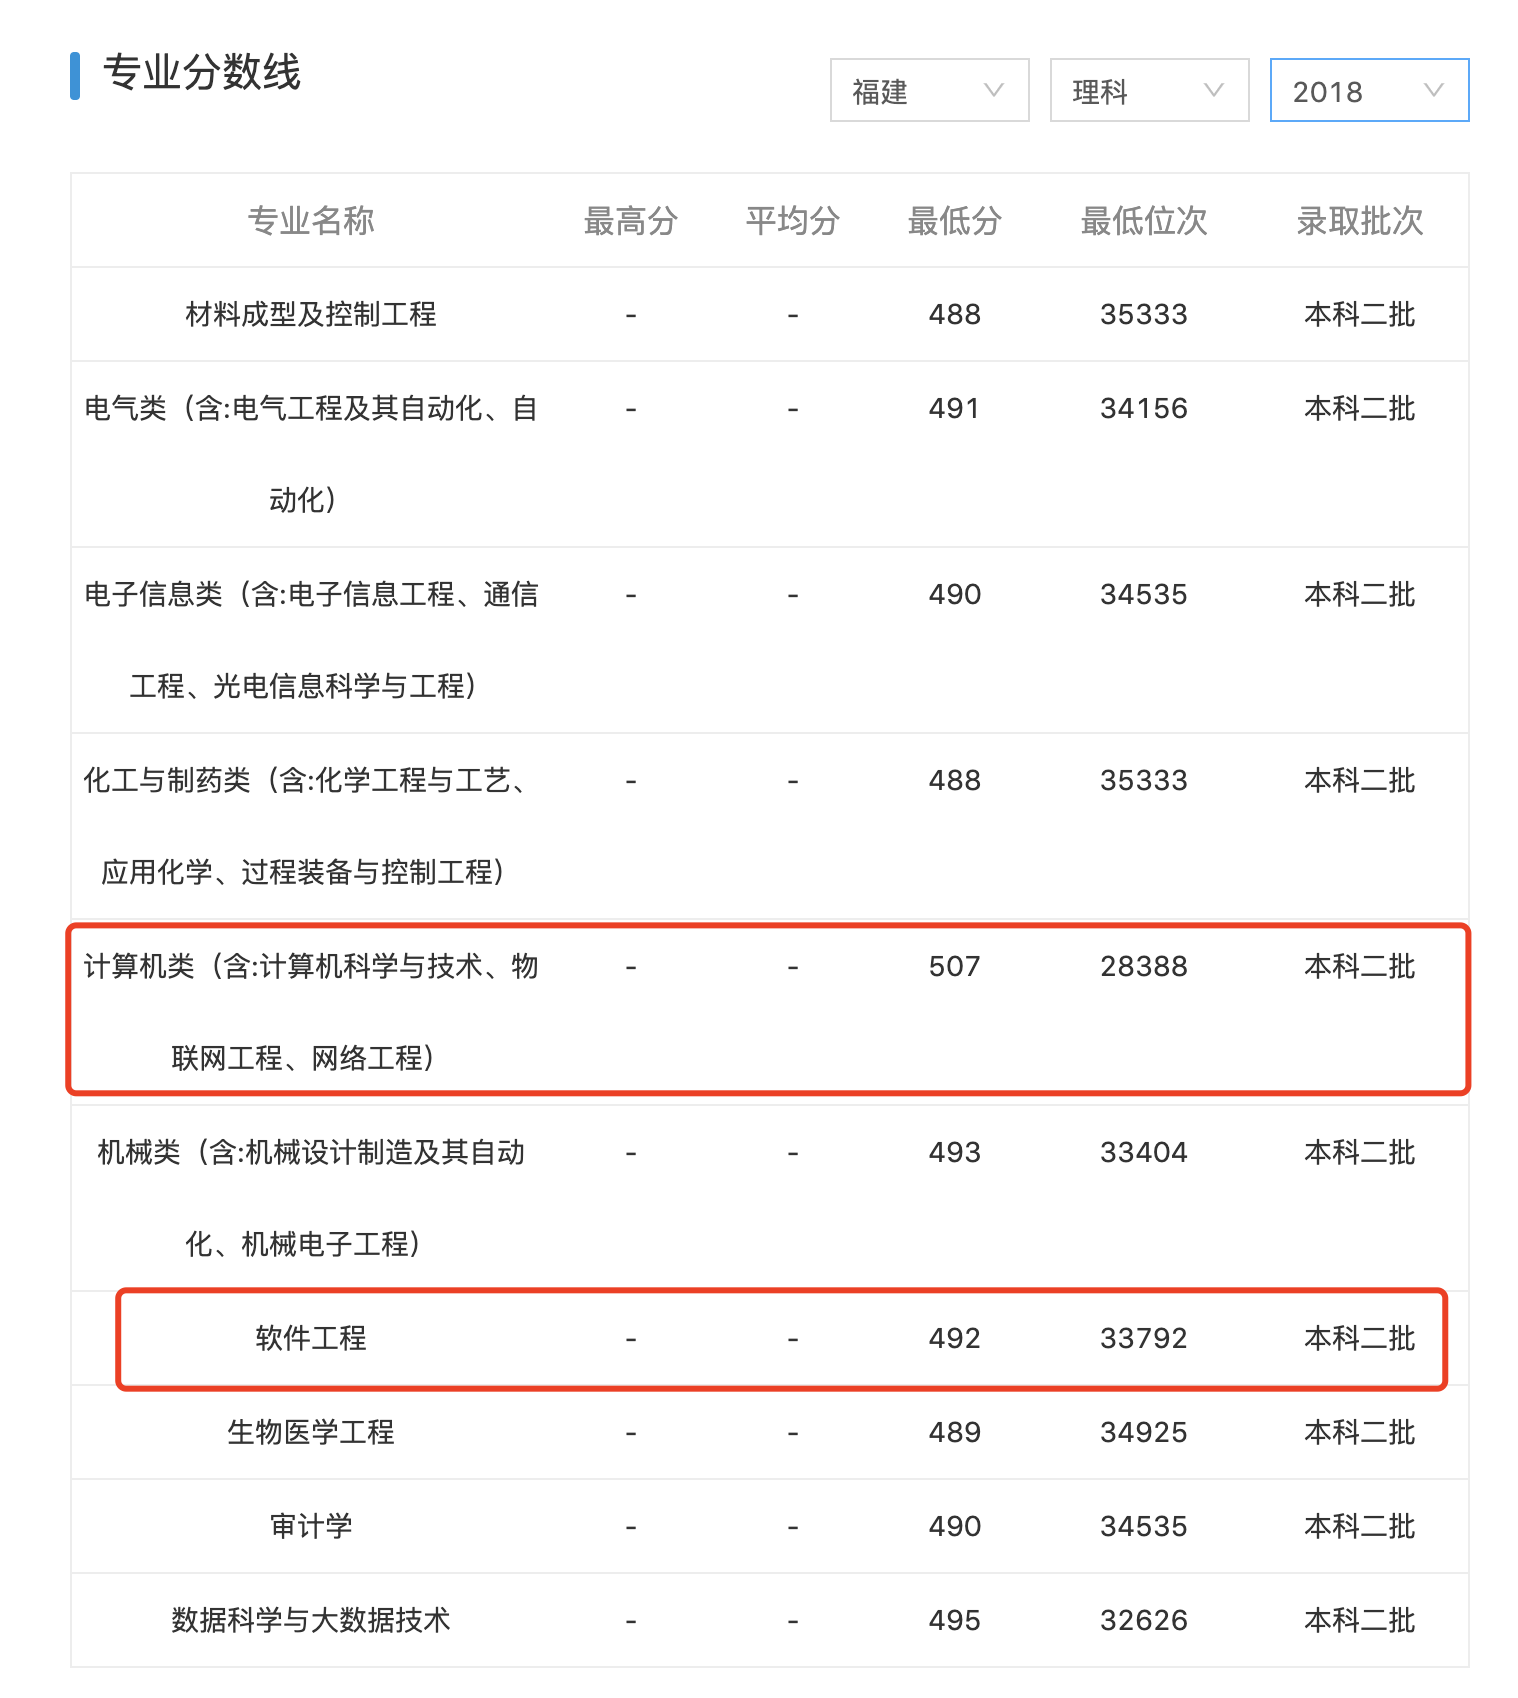 专业分数线
福建
理科
2018
专业名称 最高分 平均分 最低分 最低位次 录取批次
材料成型及控制工程 - - 488 35333 本科二批
电气类（含:电气工程及其自动化、自 - - 491 34156 本科二批
动化）
电子信息类（含:电子信息工程、通信 - - 490 34535 本科二批
工程、光电信息科学与工程）
化工与制药类（含:化学工程与工艺、 - - 488 35333 本科二批
应用化学、过程装备与控制工程）
计算机类（含:计算机科学与技术、物 - - 507 28388 本科二批
联网工程、网络工程）
机械类（含:机械设计制造及其自动 - - 493 33404 本科二批
化、机械电子工程）
软件工程 - - 492 33792 本科二批
生物医学工程 - - 489 34925 本科二批
审计学 - - 490 34535 本科二批
数据科学与大数据技术 - - 495 32626 本科二批